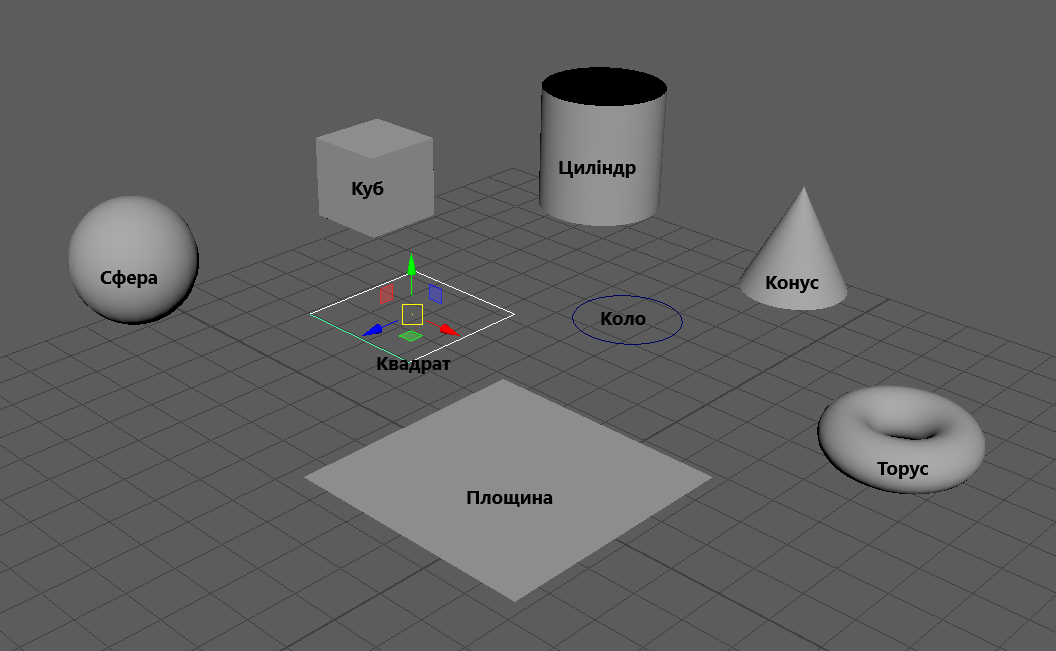 Циліндр
Куб
Сфера
Конус
Коло
Квадрат
Торус
Площина